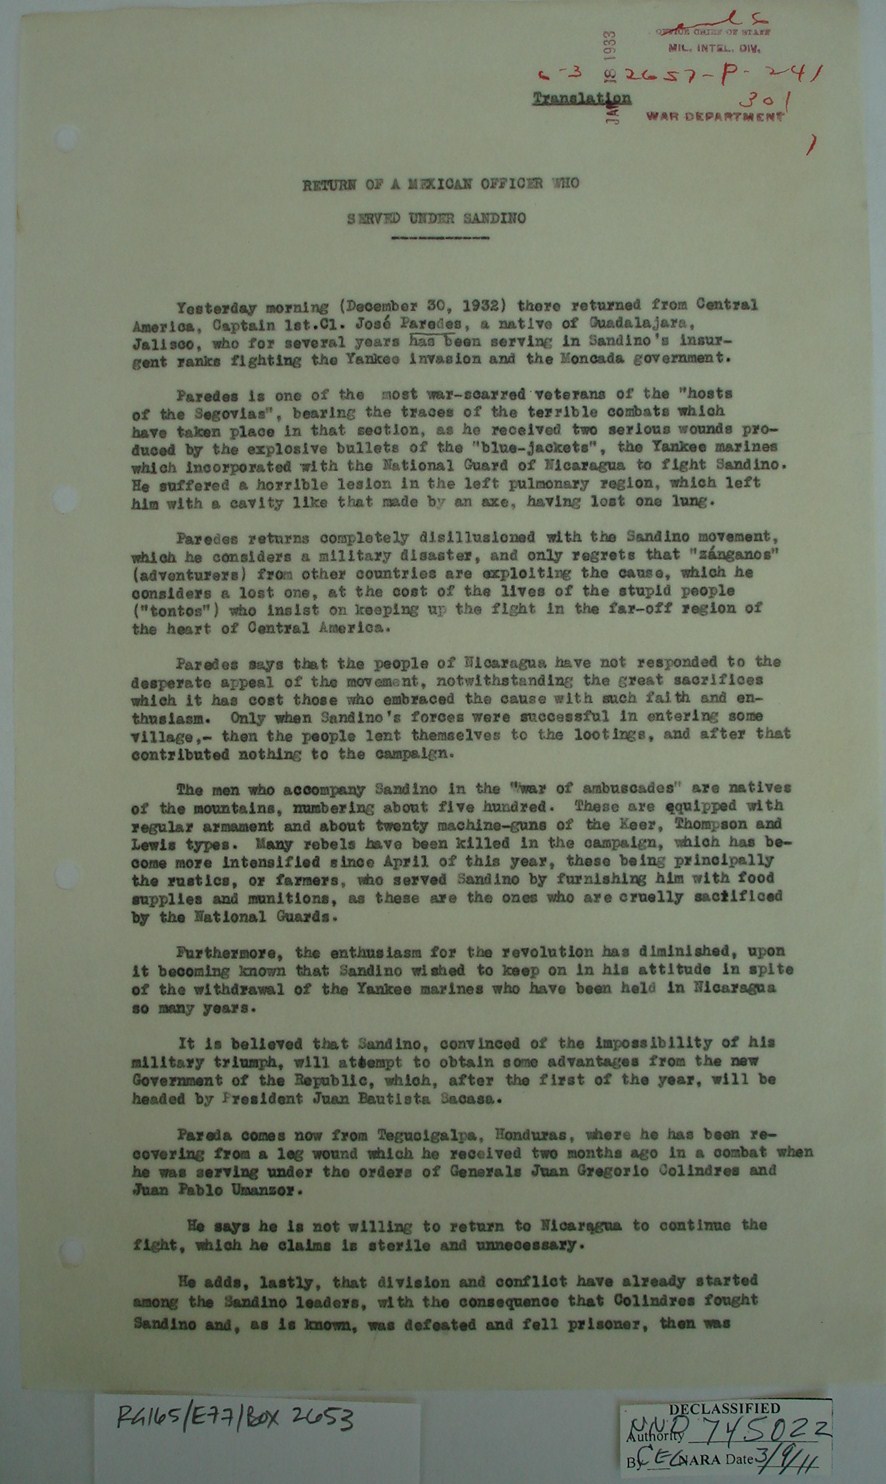 OFFICE CHIEF OF STAFF
MIL. INTEL. DIV.
JAN 18 1933
6-3 2657-P-241
301
Translation
WAR DEPARTMENT
1
RETURN OF A MEXICAN OFFICER WHO
SERVED UNDER SANDINO
Yesterday morning (December 30, 1932) there returned from Central
America, Captain 1st.Cl. José Paredes, a native of Guadalajara,
Jalisco, who for several years has been serving in Sandino's insur-
gent ranks fighting the Yankee invasion and the Moncada government.
Paredes is one of the most war-scarred veterans of the "hosts
of the Segovias", bearing the traces of the terrible combats which
have taken place in that section, as he received two serious wounds pro-
duced by the explosive bullets of the "blue-jackets", the Yankee marines
which incorporated with the National Guard of Nicaragua to fight Sandino.
He suffered a horrible lesion in the left pulmonary region, which left
him with a cavity like that made by an axe, having lost one lung.
Paredes returns completely disillusioned with the Sandino movement,
which he considers a military disaster, and only regrets that "zánganos"
(adventurers) from other countries are exploiting the cause, which he
considers a lost one, at the cost of the lives of the stupid people
("tontos") who insist on keeping up the fight in the far-off region of
the heart of Central America.
Paredes says that the people of Nicaragua have not responded to the
desperate appeal of the movement, notwithstanding the great sacrifices
which it has cost those who embraced the cause with such faith and en-
thusiasm. Only when Sandino's forces were successful in entering some
village,- then the people lent themselves to the lootings, and after that
contributed nothing to the campaign.
The men who accompany Sandino in the "war of ambuscades" are natives
of the mountains, numbering about five hundred. These are equipped with
regular armament and about twenty machine-guns of the Keer, Thompson and
Lewis types. Many rebels have been killed in the campaign, which has be-
come more intensified since April of this year, these being principally
the rustics, or farmers, who served Sandino by furnishing him with food
supplies and munitions, as these are the ones who are cruelly sactificed
by the National Guards.
Furthermore, the enthusiasm for the revolution has diminished, upon
it becoming known that Sandino wished to keep on in his attitude in spite
of the withdrawal of the Yankee marines who have been held in Nicaragua
so many years.
It is believed that Sandino, convinced of the impossibility of his
military triumph, will attempt to obtain some advantages from the new
Government of the Republic, which, after the first of the year, will be
headed by President Juan Bautista Sacasa.
Pareda comes now from Tegucigalpa, Honduras, where he has been re-
covering from a leg wound which he received two months ago in a combat when
he was serving under the orders of Generals Juan Gregorio Colindres and
Juan Pablo Umanzor.
He says he is not willing to return to Nicaragua to continue the
fight, which he claims is sterile and unnecessary.
He adds, lastly, that division and conflict have already started
among the Sandino leaders, with the consequence that Colindres fought
Sandino and, as is known, was defeated and fell prisoner, then was
RG165/E77/Box 2653
DECLASSIFIED
Authority NND 745022
By CEC NARA Date 3/9/11